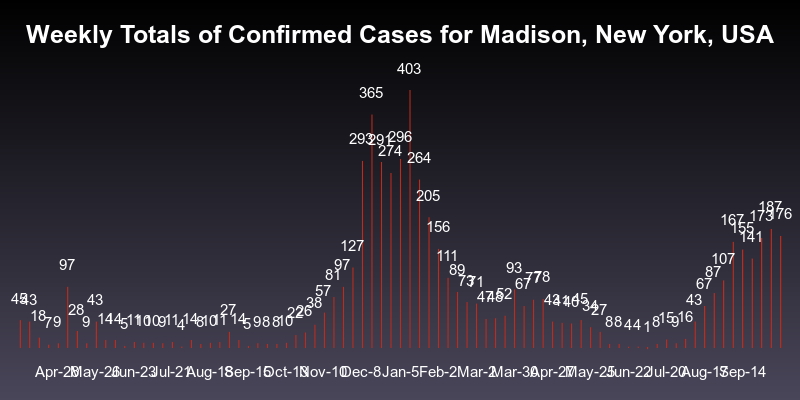 Weekly Totals of Confirmed Cases for Madison, New York, USA
403
365
293 291 274 296 264
205
156
127 111
97 97 89 93
81 73 71 67 77 78
57 47 48 52
45 43 18 7 9 28 9 43 14 14 5 11 10 10 9 11 4 14 8 10 11 27 14 5 9 8 8 10 22 26 38
43 41 40 45 34 27 8 8 4 4 1 8 15 9 16 43 67 87 107 167 155 141 173 187 176
Apr-28 May-26 Jun-23 Jul-21 Aug-18 Sep-15 Oct-13 Nov-10 Dec-8 Jan-5 Feb-2 Mar-2 Mar-30 Apr-27 May-25 Jun-22 Jul-20 Aug-17 Sep-14